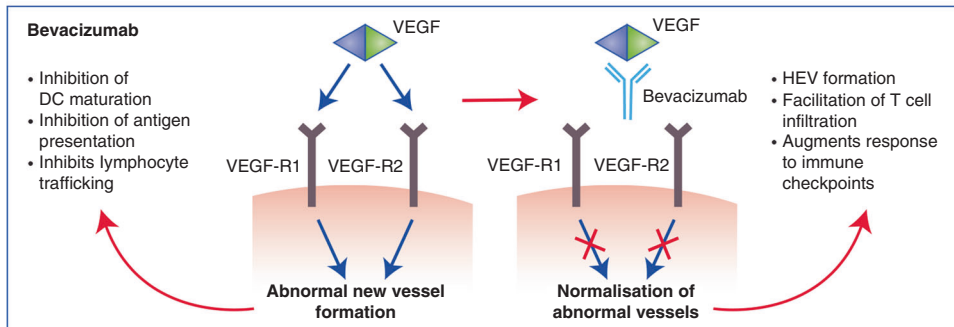 Bevacizumab
• Inhibition of
DC maturation
• Inhibition of antigen
presentation
• Inhibits lymphocyte
trafficking
VEGF
VEGF-R1
VEGF-R2
Abnormal new vessel
formation
VEGF
Bevacizumab
VEGF-R1
VEGF-R2
Normalisation of
abnormal vessels
• HEV formation
• Facilitation of T cell
infiltration
• Augments response
to immune
checkpoints